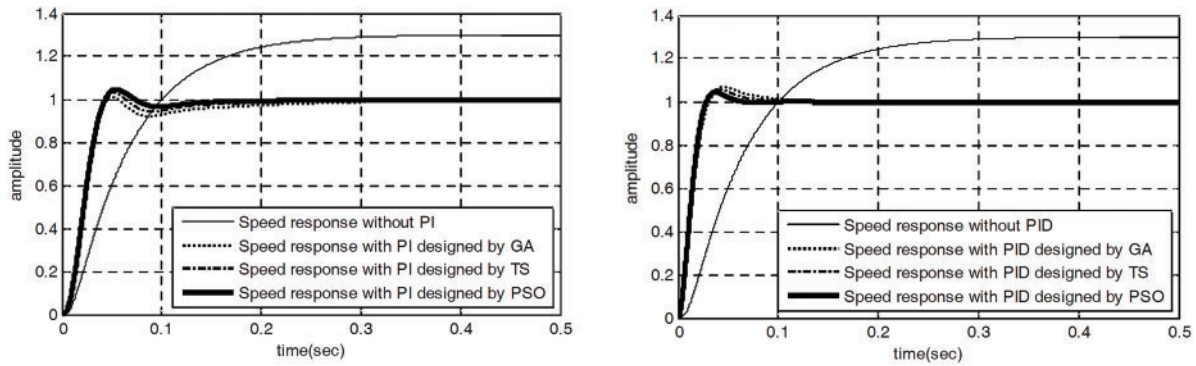 1.4
1.2
1
0.8
0.6
0.4
0.2
0
amplitude
Speed response without PI
Speed response with PI designed by GA
Speed response with PI designed by TS
Speed response with PI designed by PSO
0 0.1 0.2 0.3 0.4 0.5
time(sec)
1.4
1.2
1
0.8
0.6
0.4
0.2
0
amplitude
Speed response without PID
Speed response with PID designed by GA
Speed response with PID designed by TS
Speed response with PID designed by PSO
0 0.1 0.2 0.3 0.4 0.5
time(sec)